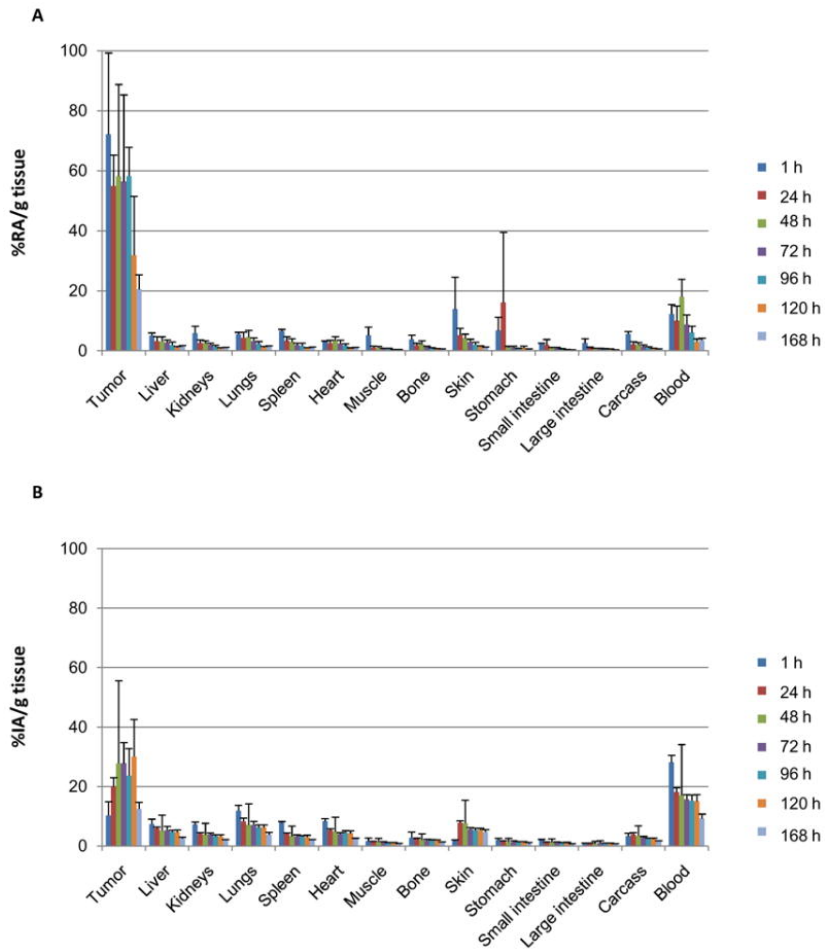 A
100
80
60
40
20
0
%RA/g tissue
Tumor
Liver
Kidneys
Lungs
Spleen
Heart
Muscle
Bone
Skin
Stomach
Small intestine
Large intestine
Carcass
Blood
1 h
24 h
48 h
72 h
96 h
120 h
168 h
B
100
80
60
40
20
0
%IA/g tissue
Tumor
Liver
Kidneys
Lungs
Spleen
Heart
Muscle
Bone
Skin
Stomach
Small intestine
Large intestine
Carcass
Blood
1 h
24 h
48 h
72 h
96 h
120 h
168 h